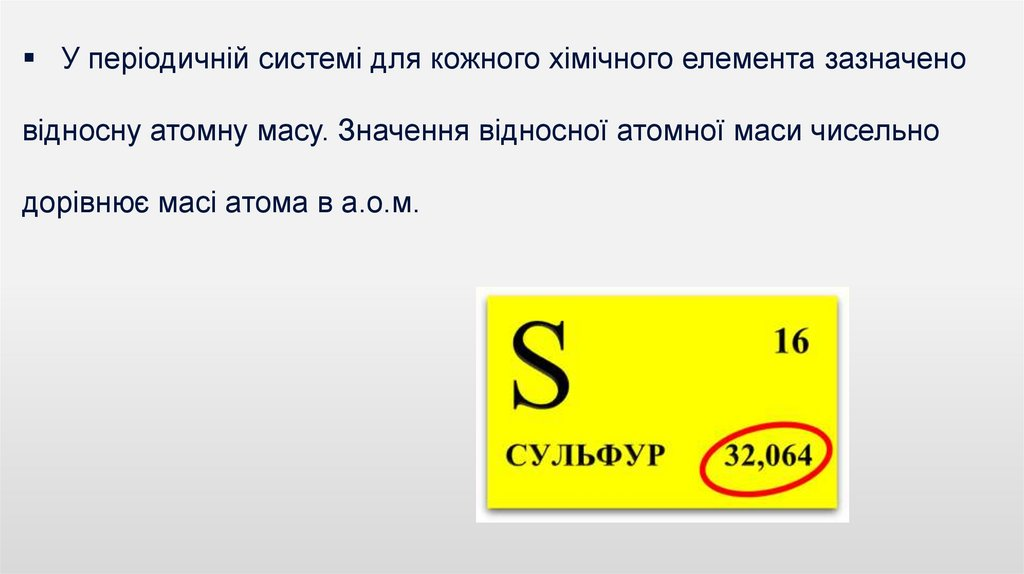 ▪ У періодичній системі для кожного хімічного елемента зазначено
відносну атомну масу. Значення відносної атомної маси чисельно
дорівнює масі атома в а.о.м.
S 16
СУЛЬФУР 32,064